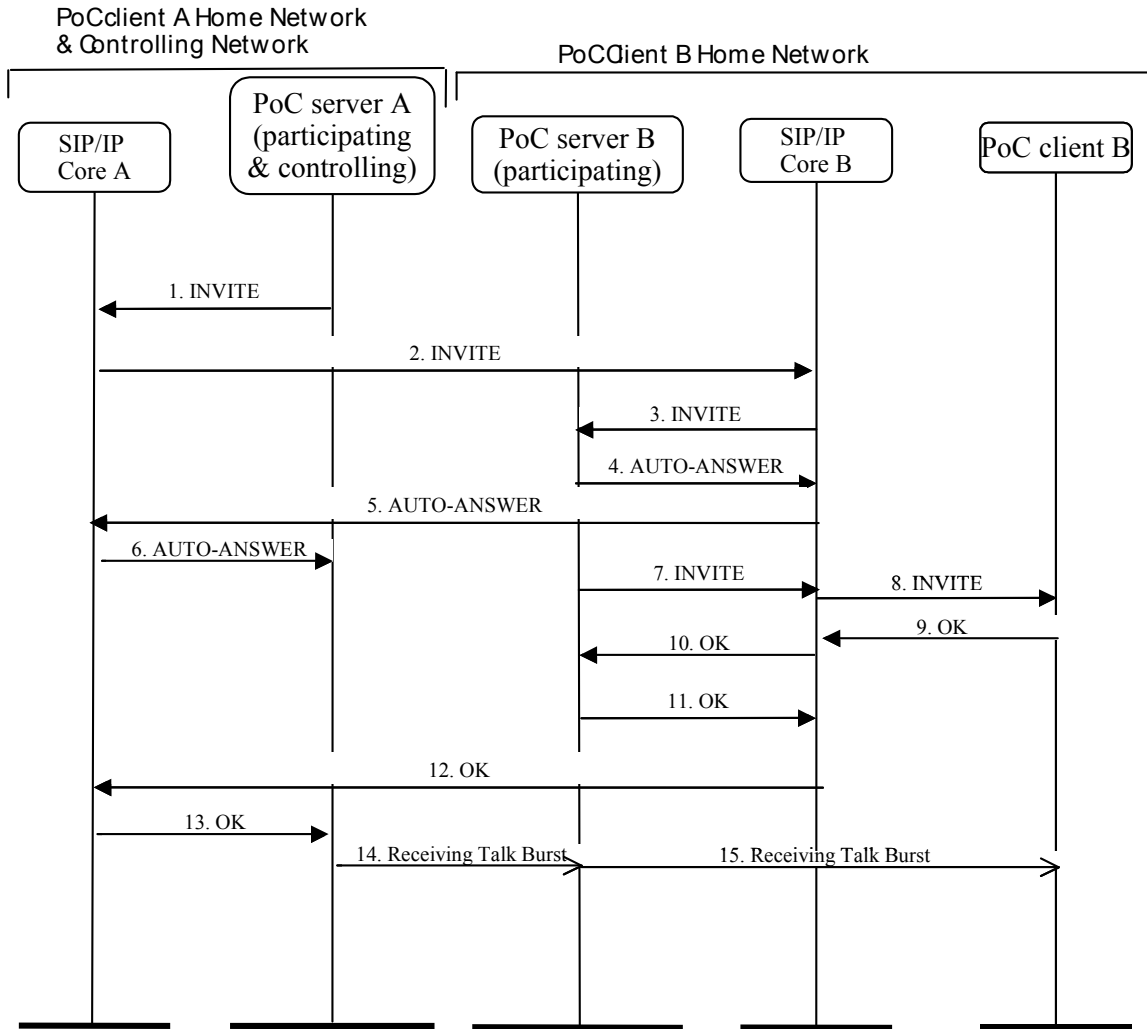 PoCclient A Home Network
& Controlling Network
PoCClient B Home Network
SIP/IP
Core A
PoC server A
(participating
& controlling)
PoC server B
(participating)
SIP/IP
Core B
PoC client B
1. INVITE
2. INVITE
3. INVITE
4. AUTO-ANSWER
5. AUTO-ANSWER
6. AUTO-ANSWER
7. INVITE
8. INVITE
9. OK
10. OK
11. OK
12. OK
13. OK
14. Receiving Talk Burst
15. Receiving Talk Burst